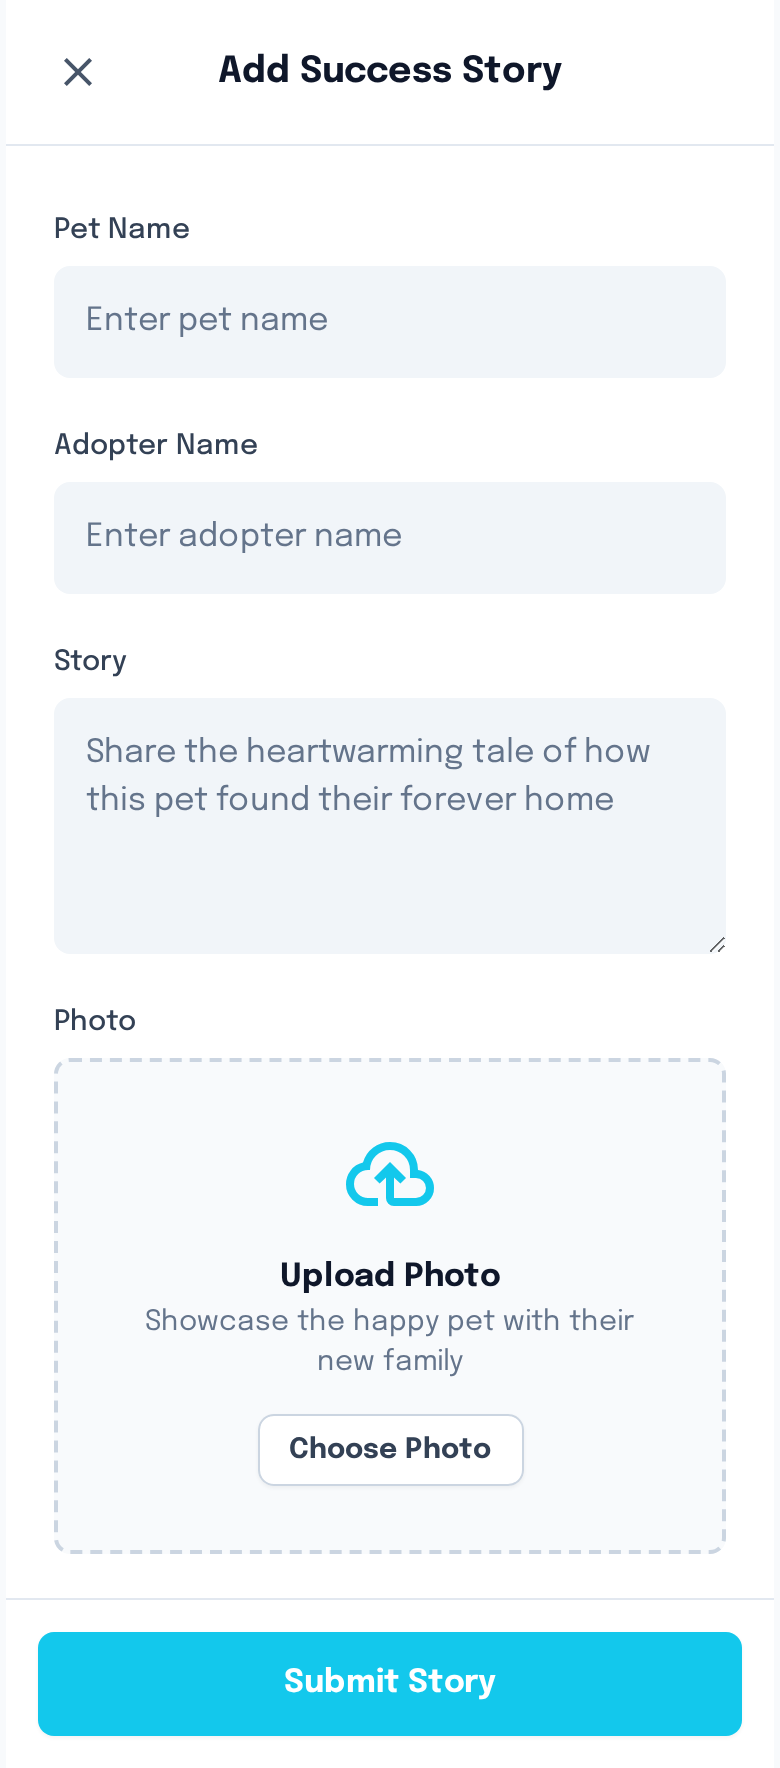 Add Success Story
Pet Name
Enter pet name
Adopter Name
Enter adopter name
Story
Share the heartwarming tale of how
this pet found their forever home
Photo
Upload Photo
Showcase the happy pet with their
new family
Choose Photo
Submit Story